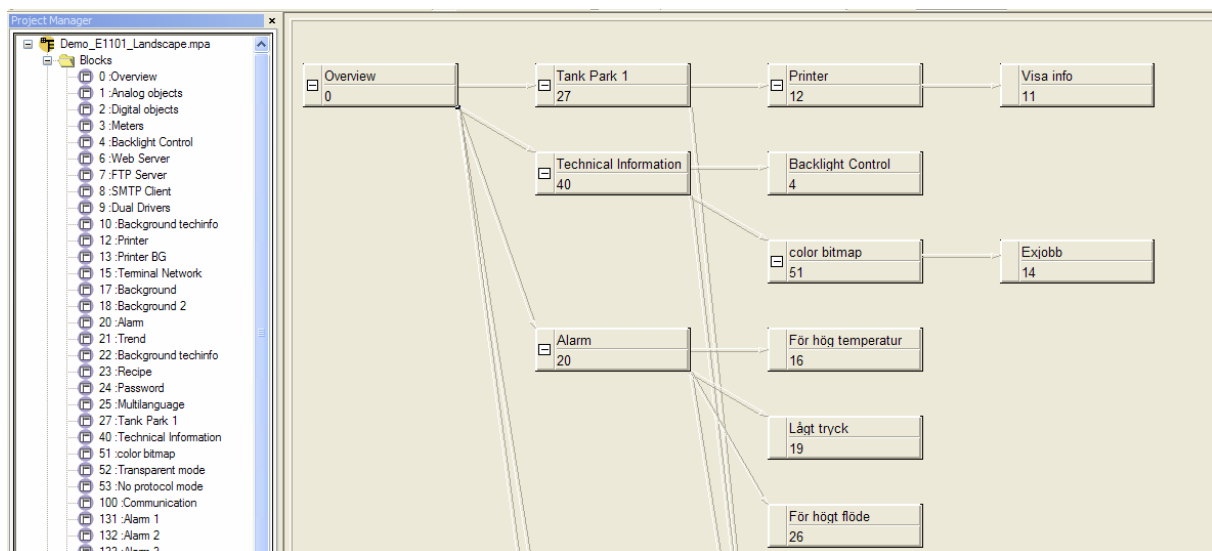 Project Manager
Demo_E1101_Landscape.mpa
Blocks
0 :Overview
1 :Analog objects
2 :Digital objects
3 :Meters
4 :Backlight Control
6 :Web Server
7 :FTP Server
8 :SMTP Client
9 :Dual Drivers
10 :Background techinfo
12 :Printer
13 :Printer BG
15 :Terminal Network
17 :Background
18 :Background 2
20 :Alarm
21 :Trend
22 :Background techinfo
23 :Recipe
24 :Password
25 :Multilanguage
27 :Tank Park 1
40 :Technical Information
51 :color bitmap
52 :Transparent mode
53 :No protocol mode
100 :Communication
131 :Alarm 1
132 :Alarm 2
Overview
0
Tank Park 1
27
Printer
12
Visa info
11
Technical Information
40
Backlight Control
4
color bitmap
51
Exjobb
14
Alarm
20
För hög temperatur
16
Lågt tryck
19
För högt flöde
26